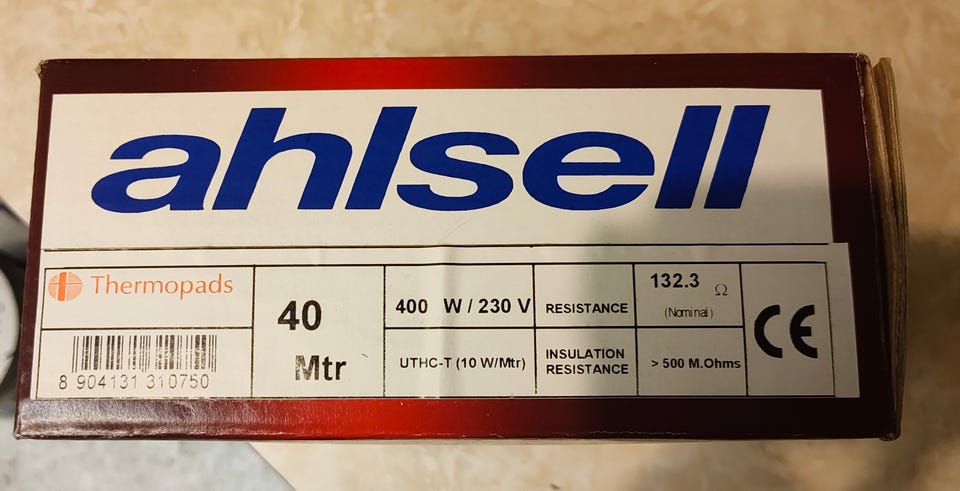 ahlsell
Thermopads
8 904131 310750
40
Mtr
400 W / 230 V
UTHC-T (10 W/Mtr)
RESISTANCE
132.3 Ω
(Nominal)
INSULATION
RESISTANCE
> 500 M.Ohms
CE